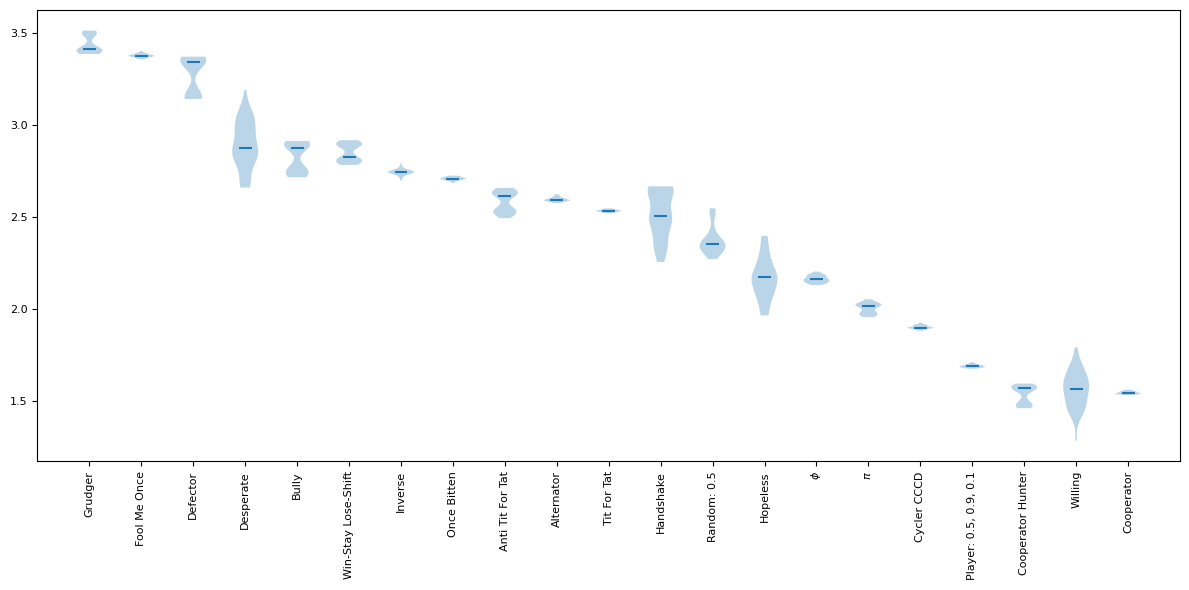 3.5
3.0
2.5
2.0
1.5
Grudger
Fool Me Once
Defector
Desperate
Bully
Win-Stay Lose-Shift
Inverse
Once Bitten
Anti Tit For Tat
Alternator
Tit For Tat
Handshake
Random: 0.5
Hopeless
ϕ
π
Cycler CCCD
Player: 0.5, 0.9, 0.1
Cooperator Hunter
Willing
Cooperator